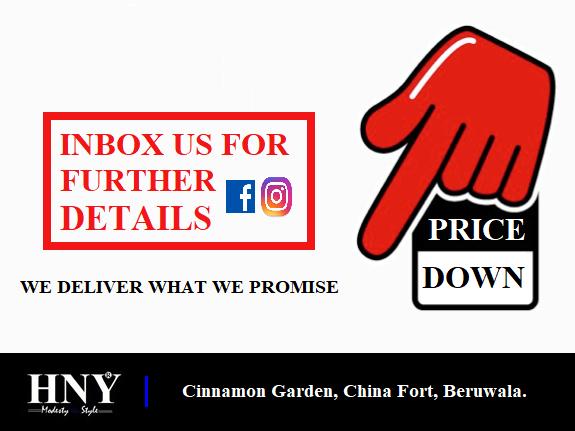 INBOX US FOR
FURTHER
DETAILS
WE DELIVER WHAT WE PROMISE
PRICE
DOWN
HNY®
Modesty Style
Cinnamon Garden, China Fort, Beruwala.